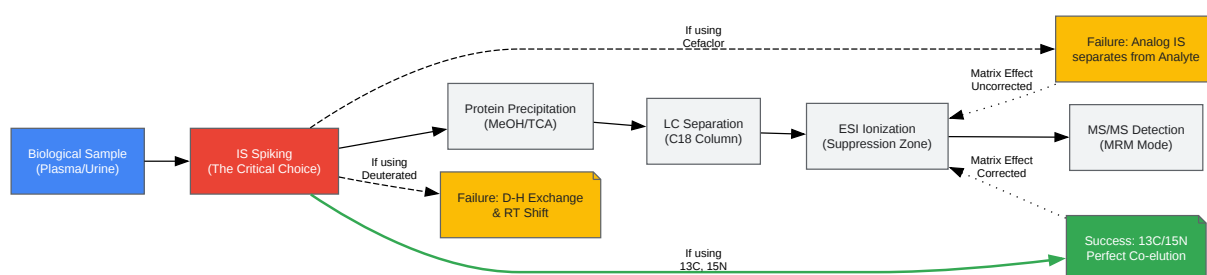 If using
Cefaclor
Failure: Analog IS
separates from Analyte
Matrix Effect
Uncorrected
Biological Sample
(Plasma/Urine)
IS Spiking
(The Critical Choice)
Protein Precipitation
(MeOH/TCA)
LC Separation
(C18 Column)
ESI Ionization
(Suppression Zone)
MS/MS Detection
(MRM Mode)
If using
Deuterated
Failure: D-H Exchange
& RT Shift
Matrix Effect
Corrected
Success: 13C/15N
Perfect Co-elution
If using
13C, 15N